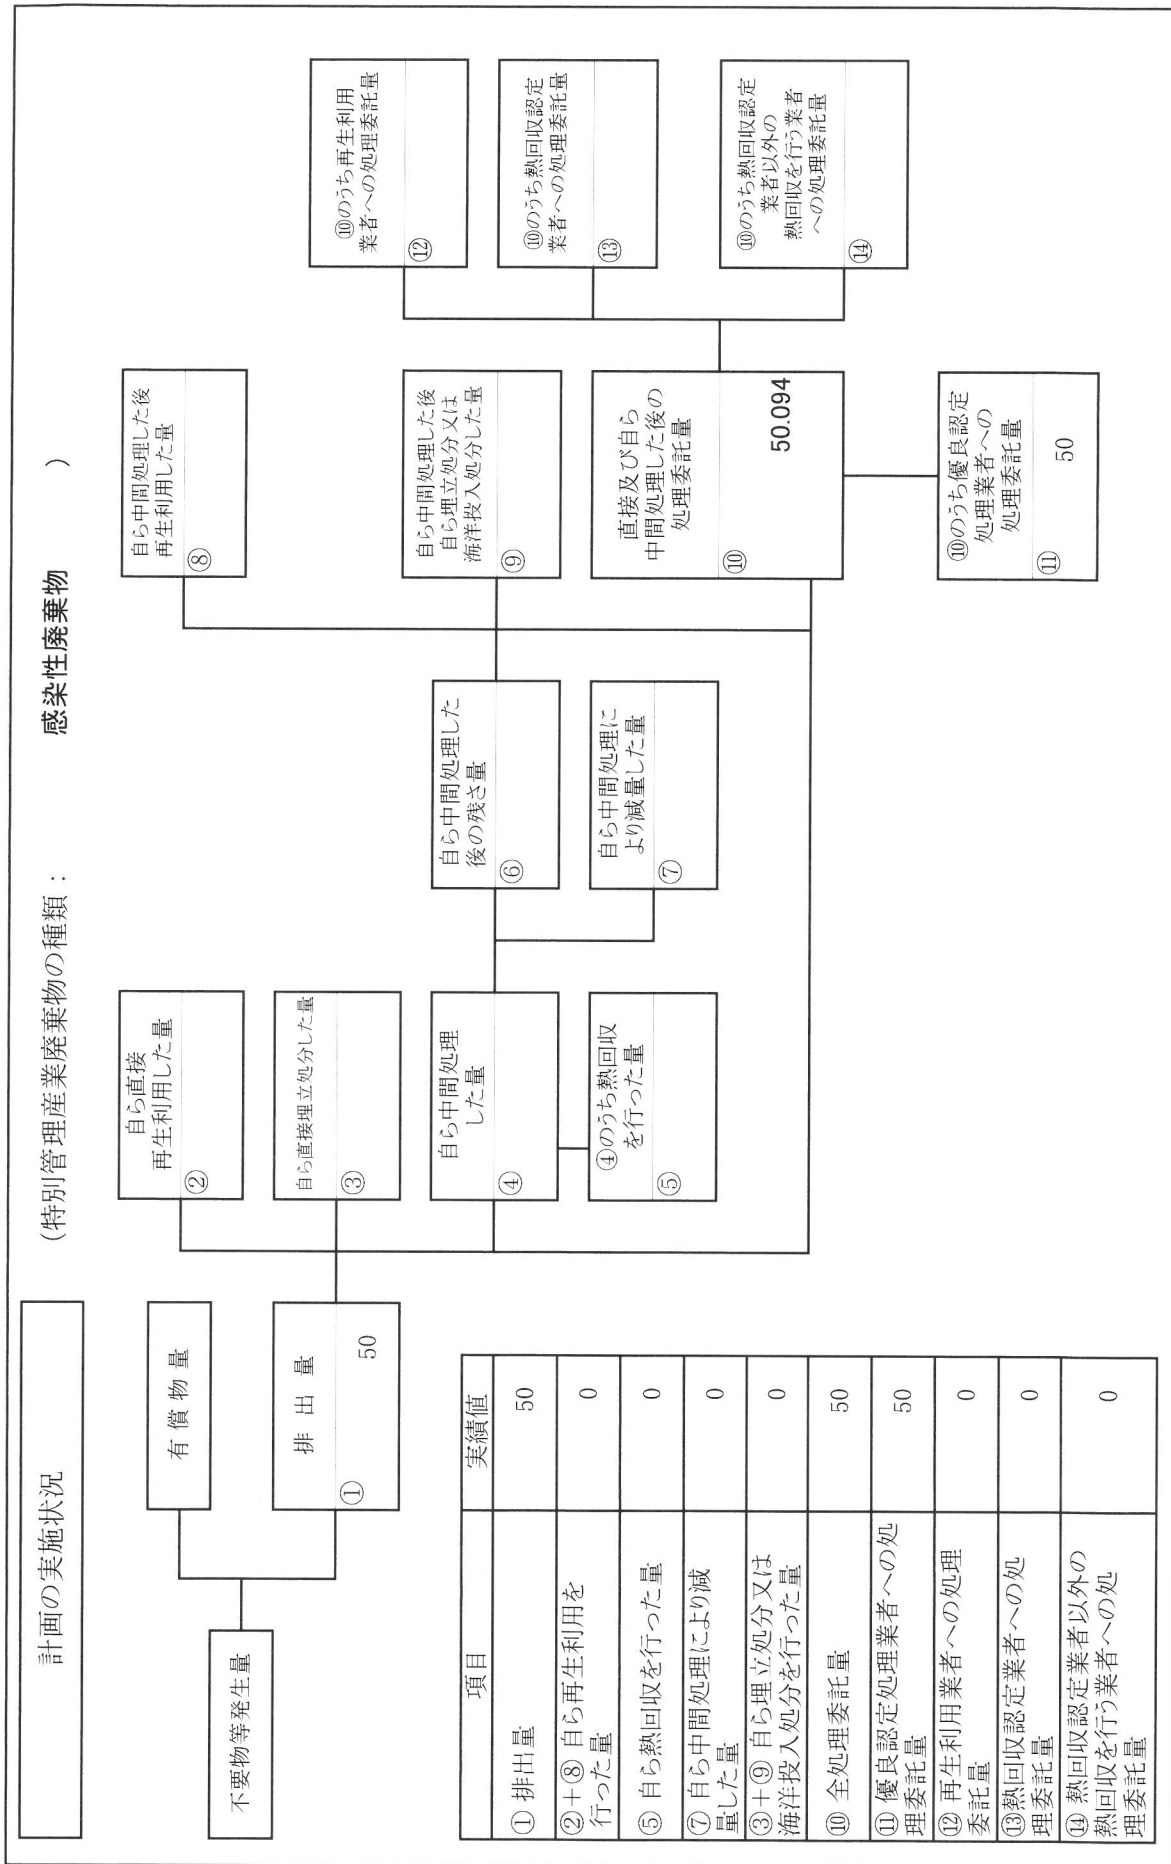 計画の実施状況
(特別管理産業廃棄物の種類： 感染性廃棄物 )
不要物等発生量
有償物量
排出量
① 50
自ら直接
再生利用した量
②
自ら直接埋立処分した量
③
自ら中間処理
した量
④
④のうち熱回収
を行った量
⑤
自ら中間処理した
後の残さ量
⑥
自ら中間処理に
より減量した量
⑦
自ら中間処理した後
再生利用した量
⑧
自ら中間処理した後
自ら埋立処分又は
海洋投入処分した量
⑨
直接及び自ら
中間処理した後の
処理委託量
⑩ 50.094
⑩のうち優良認定
処理業者への
処理委託量
⑪ 50
⑩のうち再生利用
業者への処理委託量
⑫
⑩のうち熱回収認定
業者への処理委託量
⑬
⑩のうち熱回収認定
業者以外の
熱回収を行う業者
への処理委託量
⑭
項目 実績値
① 排出量 50
②＋⑧ 自ら再生利用を
行った量 0
⑤ 自ら熱回収を行った量 0
⑦ 自ら中間処理により減
量した量 0
③＋⑨ 自ら埋立処分又は
海洋投入処分を行った量 0
⑩ 全処理委託量 50
⑪ 優良認定処理業者への処
理委託量 50
⑫ 再生利用業者への処理
委託量 0
⑬熱回収認定業者への処
理委託量 0
⑭ 熱回収認定業者以外の
熱回収を行う業者への処
理委託量 0